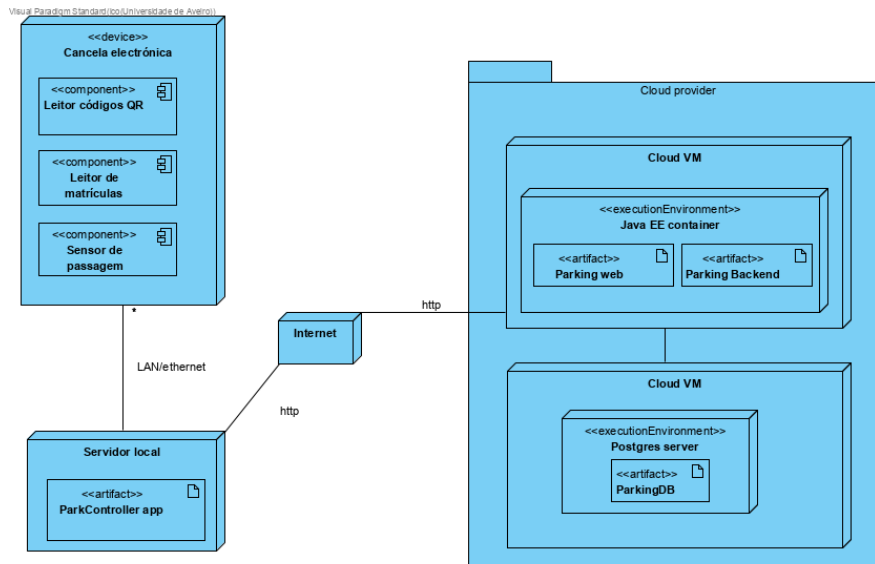 Visual Paradigm Standard(ico(Universidade de Aveiro))
<<device>>
Cancela electrónica
<<component>>
Leitor códigos QR
<<component>>
Leitor de
matrículas
<<component>>
Sensor de
passagem
*
LAN/ethernet
Servidor local
<<artifact>>
ParkController app
Internet
http
http
Cloud provider
Cloud VM
<<executionEnvironment>>
Java EE container
<<artifact>>
Parking web
<<artifact>>
Parking Backend
Cloud VM
<<executionEnvironment>>
Postgres server
<<artifact>>
ParkingDB